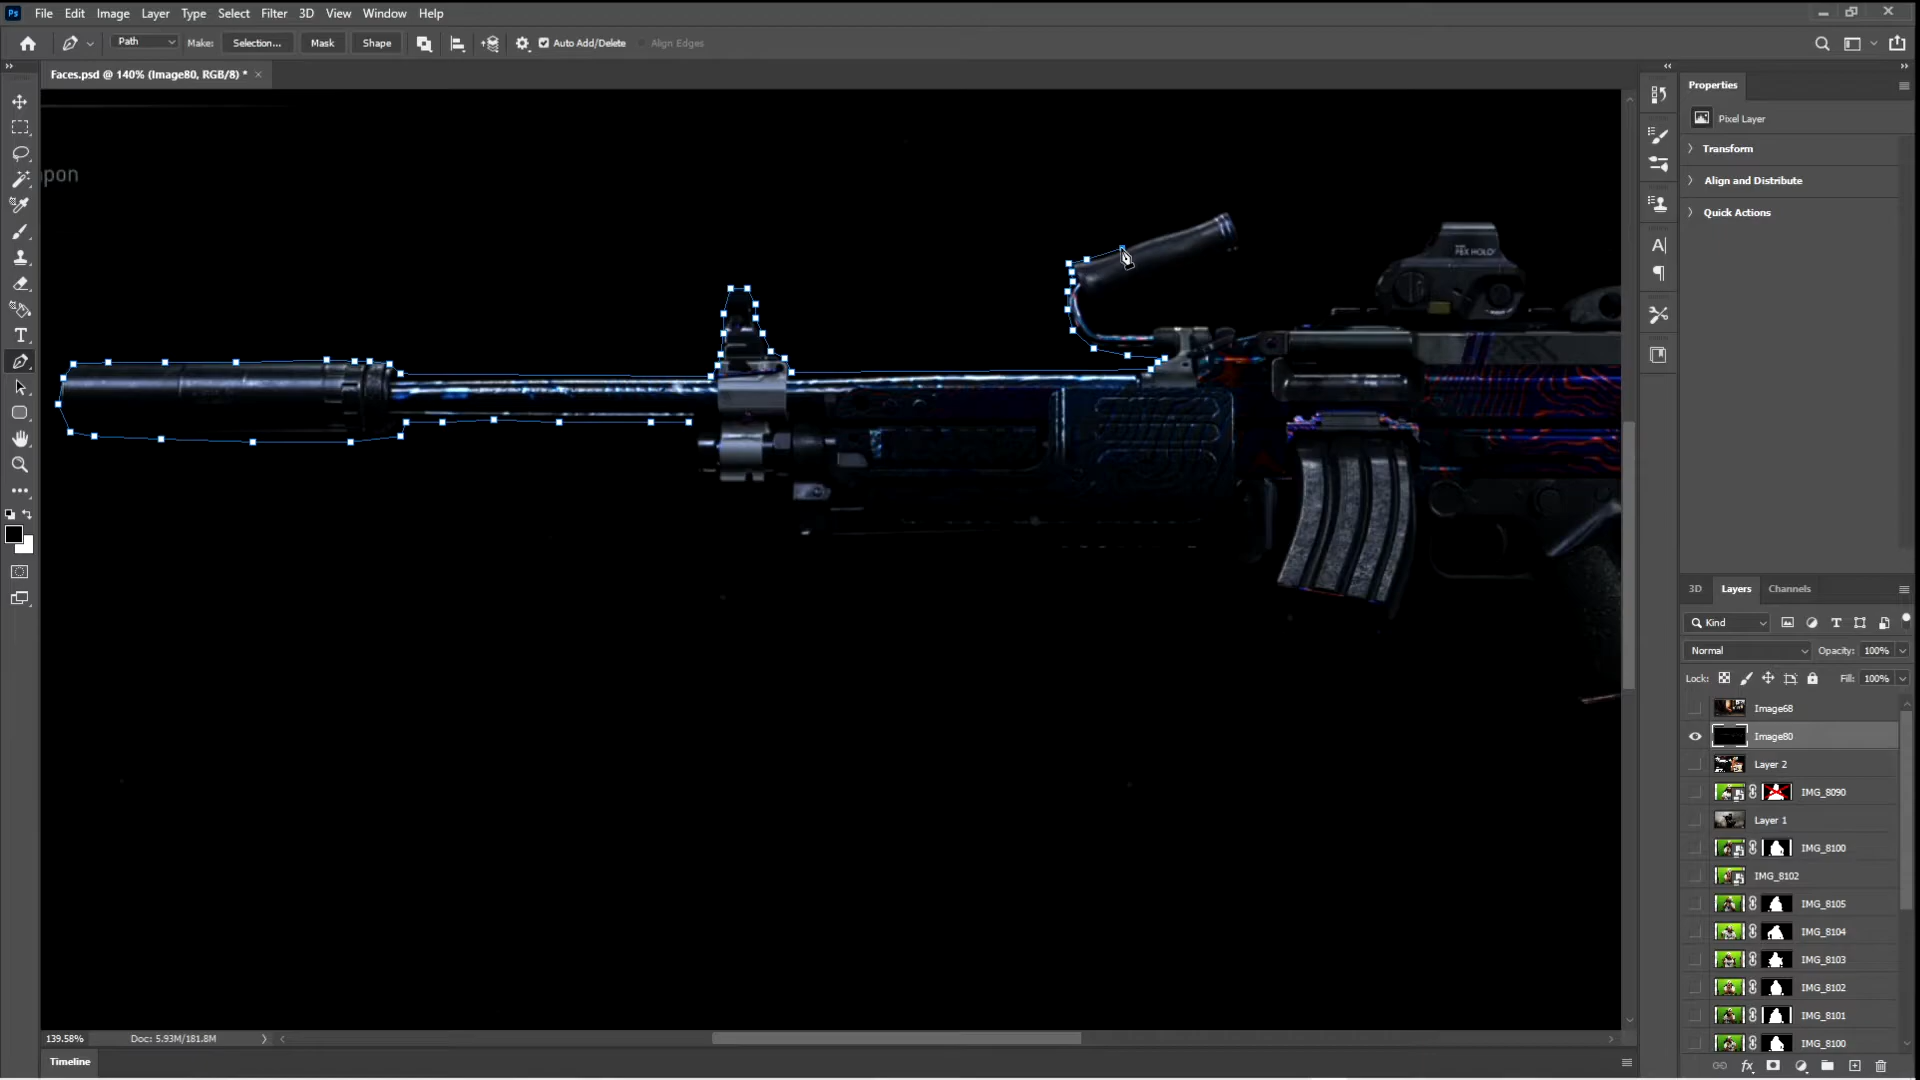 Ps File Edit Image Layer Type Select Filter 3D View Window Help
Path Make: Selection... Mask Shape Auto Add/Delete Align Edges
Faces.psd @ 140% (Image80, RGB/8) *
Properties
Pixel Layer
Transform
Align and Distribute
Quick Actions
3D Layers Channels
Kind
Normal Opacity: 100%
Lock: Fill: 100%
Image68
Image80
Layer 2
IMG_8090
Layer 1
IMG_8100
IMG_8102
IMG_8105
IMG_8104
IMG_8103
IMG_8102
IMG_8101
IMG_8100
139.58% Doc: 5.93M/181.8M
Timeline